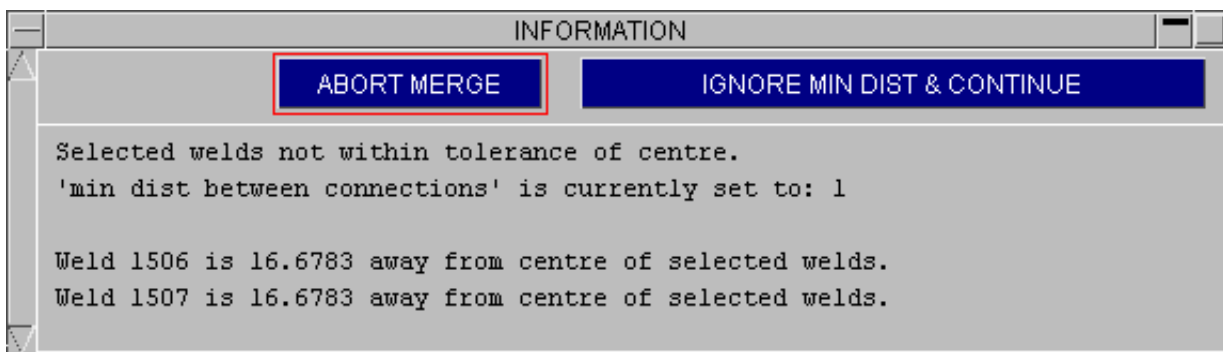 INFORMATION
ABORT MERGE
IGNORE MIN DIST & CONTINUE
Selected welds not within tolerance of centre.
'min dist between connections' is currently set to: 1
Weld 1506 is 16.6783 away from centre of selected welds.
Weld 1507 is 16.6783 away from centre of selected welds.